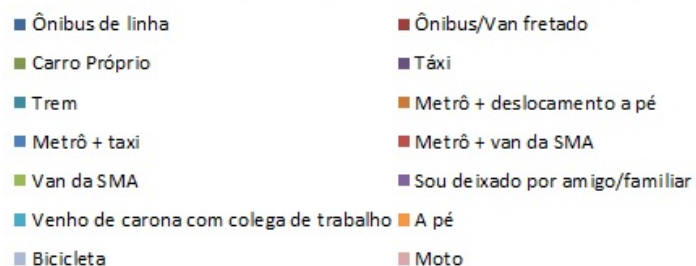 Ônibus de linha
Ônibus/Van fretado
Carro Próprio
Táxi
Trem
Metrô + deslocamento a pé
Metrô + taxi
Metrô + van da SMA
Van da SMA
Sou deixado por amigo/familiar
Venho de carona com colega de trabalho
A pé
Bicicleta
Moto